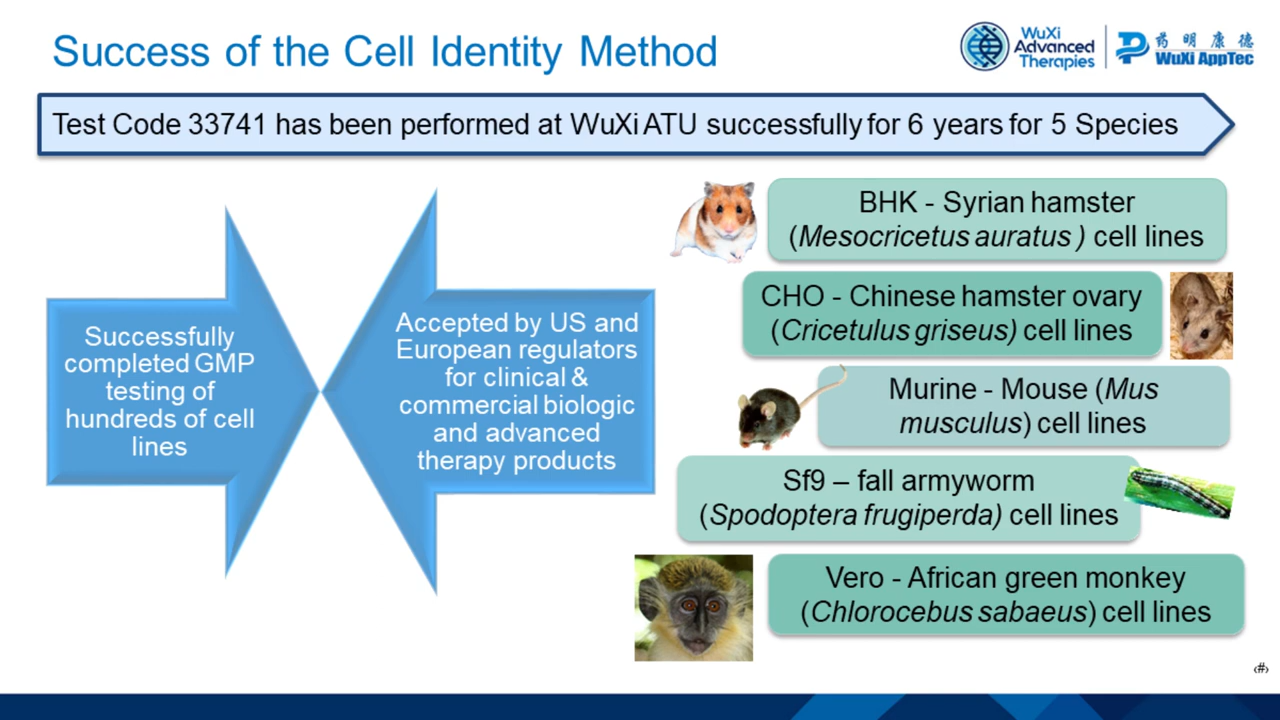 Success of the Cell Identity Method
WuXi
Advanced
Therapies
药明康德
WuXi AppTec
Test Code 33741 has been performed at WuXi ATU successfully for 6 years for 5 Species
Successfully
completed GMP
testing of
hundreds of cell
lines
Accepted by US and
European regulators
for clinical &
commercial biologic
and advanced
therapy products
BHK - Syrian hamster
(Mesocricetus auratus ) cell lines
CHO - Chinese hamster ovary
(Cricetulus griseus) cell lines
Murine - Mouse (Mus
musculus) cell lines
Sf9 – fall armyworm
(Spodoptera frugiperda) cell lines
Vero - African green monkey
(Chlorocebus sabaeus) cell lines
‹#›